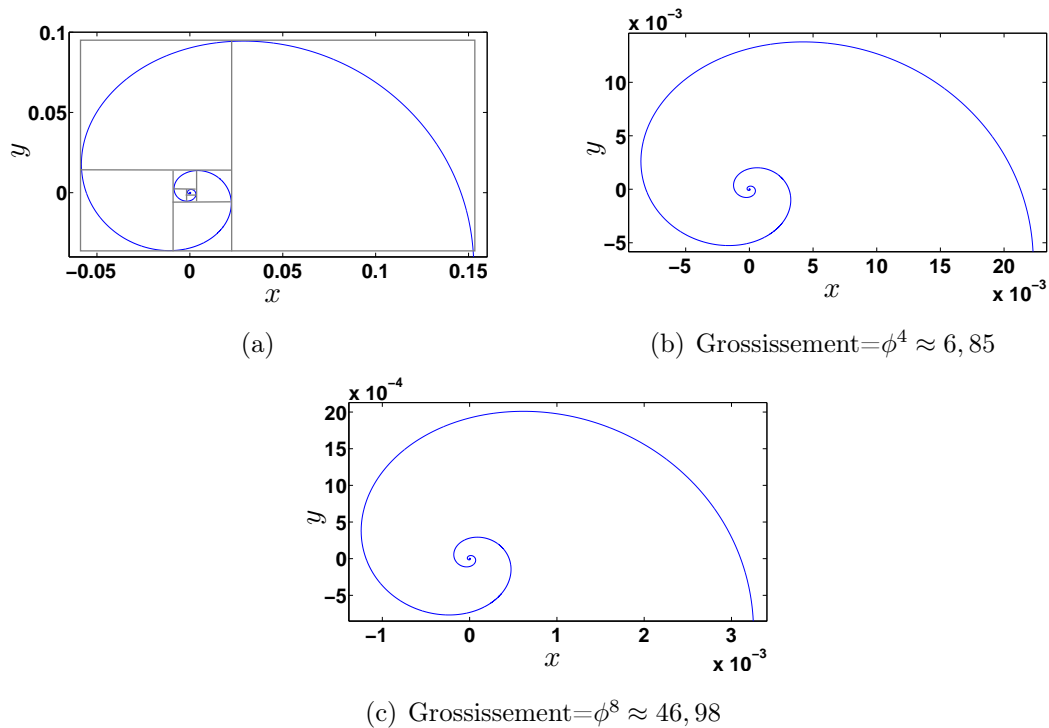 0.1
0.05
0
y
−0.05 0 0.05 0.1 0.15
x
(a)
x 10⁻³
10
5
0
−5
y
−5 0 5 10 15 20
x
x 10⁻³
(b) Grossissement=ϕ⁴ ≈ 6, 85
x 10⁻⁴
20
15
10
5
0
−5
y
−1 0 1 2 3
x
x 10⁻³
(c) Grossissement=ϕ⁸ ≈ 46, 98